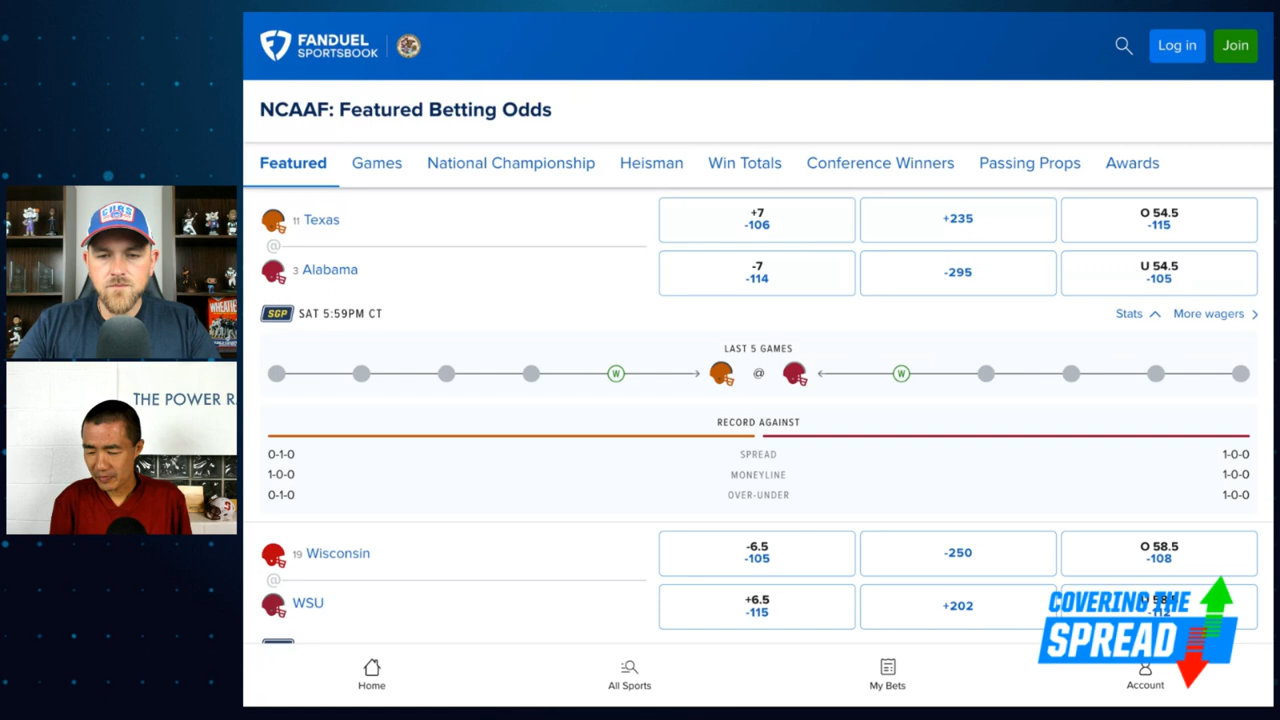 FANDUEL
SPORTSBOOK
Log in
Join
NCAAF: Featured Betting Odds
Featured
Games
National Championship
Heisman
Win Totals
Conference Winners
Passing Props
Awards
11 Texas
+7
-106
+235
O 54.5
-115
@
3 Alabama
-7
-114
-295
U 54.5
-105
SGP SAT 5:59PM CT
Stats
More wagers
LAST 5 GAMES
W
@
W
RECORD AGAINST
0-1-0 SPREAD 1-0-0
1-0-0 MONEYLINE 1-0-0
0-1-0 OVER-UNDER 1-0-0
19 Wisconsin
-6.5
-105
-250
O 58.5
-108
@
WSU
+6.5
-115
+202
-112
COVERING THE
SPREAD
Home
All Sports
My Bets
Account
CUBS
WHEATIES
THE POWER